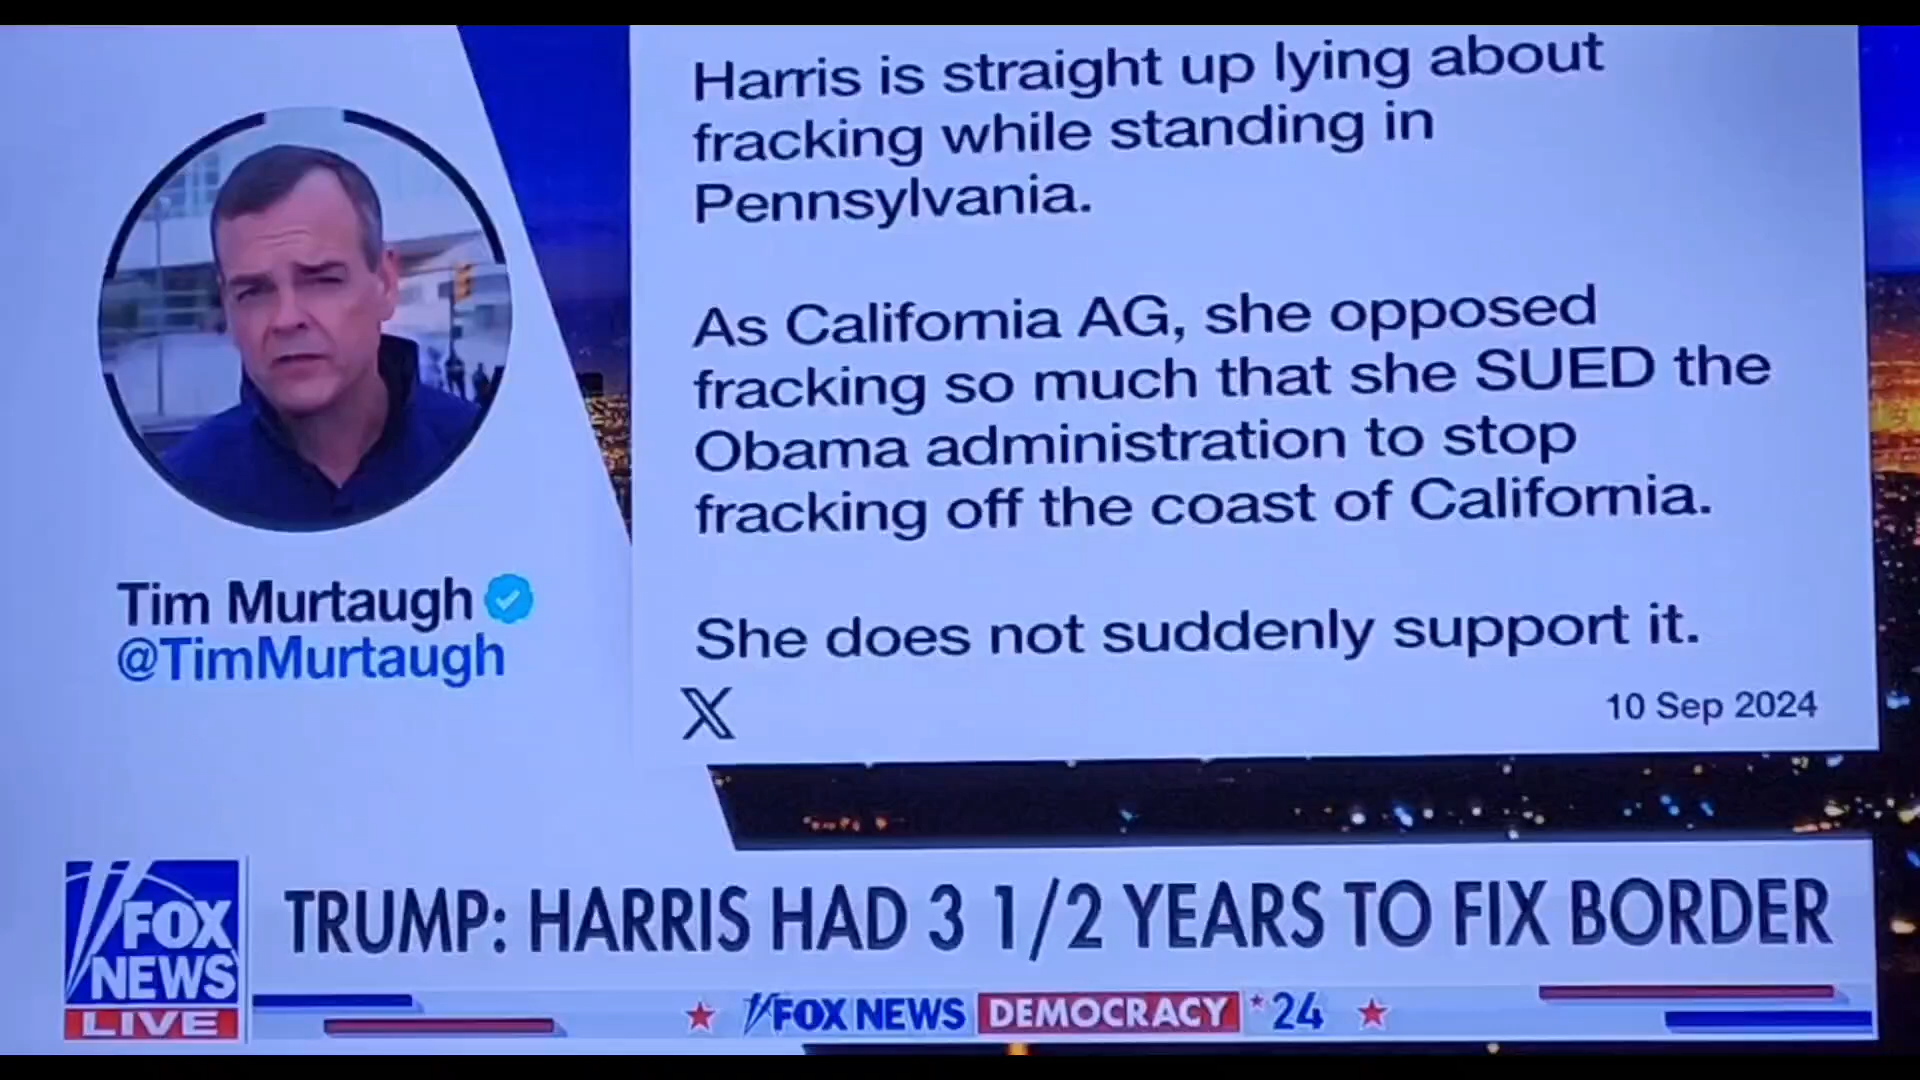 Harris is straight up lying about
fracking while standing in
Pennsylvania.
As California AG, she opposed
fracking so much that she SUED the
Obama administration to stop
fracking off the coast of California.
She does not suddenly support it.
X
10 Sep 2024
Tim Murtaugh
@TimMurtaugh
FOX
NEWS
LIVE
TRUMP: HARRIS HAD 3 1/2 YEARS TO FIX BORDER
FOX NEWS DEMOCRACY '24